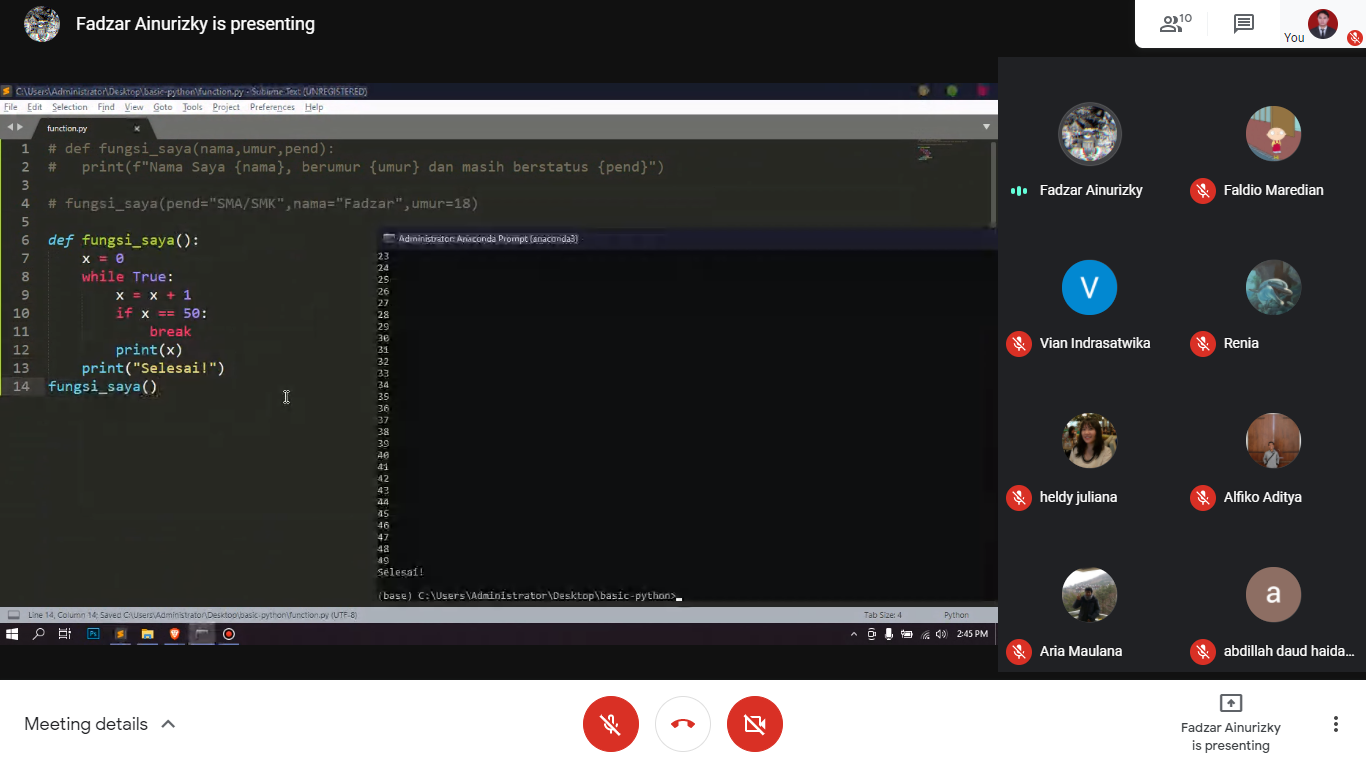 Fadzar Ainurizky is presenting
10
You
C:\Users\Administrator\Desktop\basic-python\function.py - Sublime Text (UNREGISTERED)
File Edit Selection Find View Goto Tools Project Preferences Help
function.py
1 # def fungsi_saya(nama,umur,pend):
2 #   print(f"Nama Saya {nama}, berumur {umur} dan masih berstatus {pend}")
3
4 # fungsi_saya(pend="SMA/SMK",nama="Fadzar",umur=18)
5
6 def fungsi_saya():
7     x = 0
8     while True:
9         x = x + 1
10         if x == 50:
11             break
12         print(x)
13     print("Selesai!")
14 fungsi_saya()
Administrator: Anaconda Prompt (anaconda3)
23
24
25
26
27
28
29
30
31
32
33
34
35
36
37
38
39
40
41
42
43
44
45
46
47
48
49
Selesai!
(base) C:\Users\Administrator\Desktop\basic-python>
Line 14, Column 14; Saved C:\Users\Administrator\Desktop\basic-python\function.py (UTF-8)
Tab Size: 4
Python
Ps
2:45 PM
Fadzar Ainurizky
Faldio Maredian
V
Vian Indrasatwika
Renia
heldy juliana
Alfiko Aditya
Aria Maulana
a
abdillah daud haida...
Meeting details
Fadzar Ainurizky
is presenting